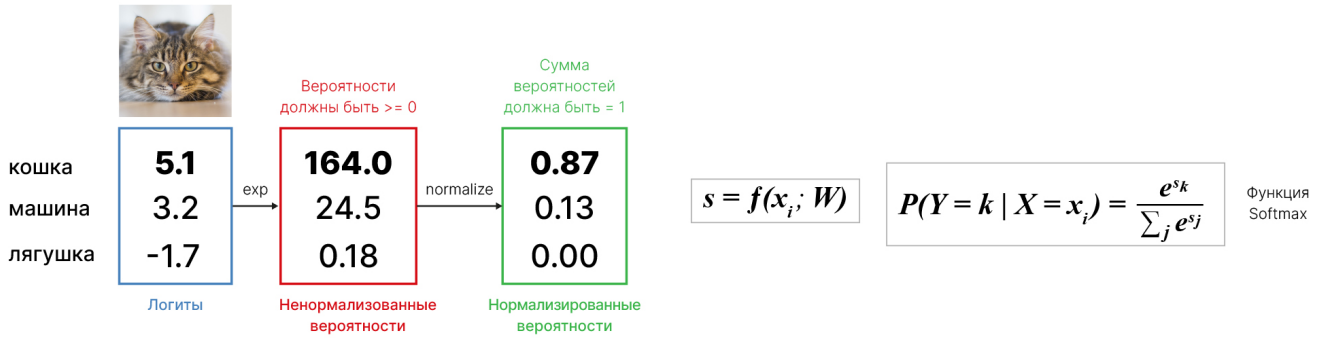 Вероятности
должны быть >= 0
Сумма
вероятностей
должна быть = 1
кошка
5.1
164.0
0.87
exp
normalize
машина
3.2
24.5
0.13
лягушка
-1.7
0.18
0.00
Логиты
Ненормализованные
вероятности
Нормализированные
вероятности
s = f(x_i; W)
P(Y = k | X = x_i) = e^{s_k} / ∑_j e^{s_j}
Функция
Softmax